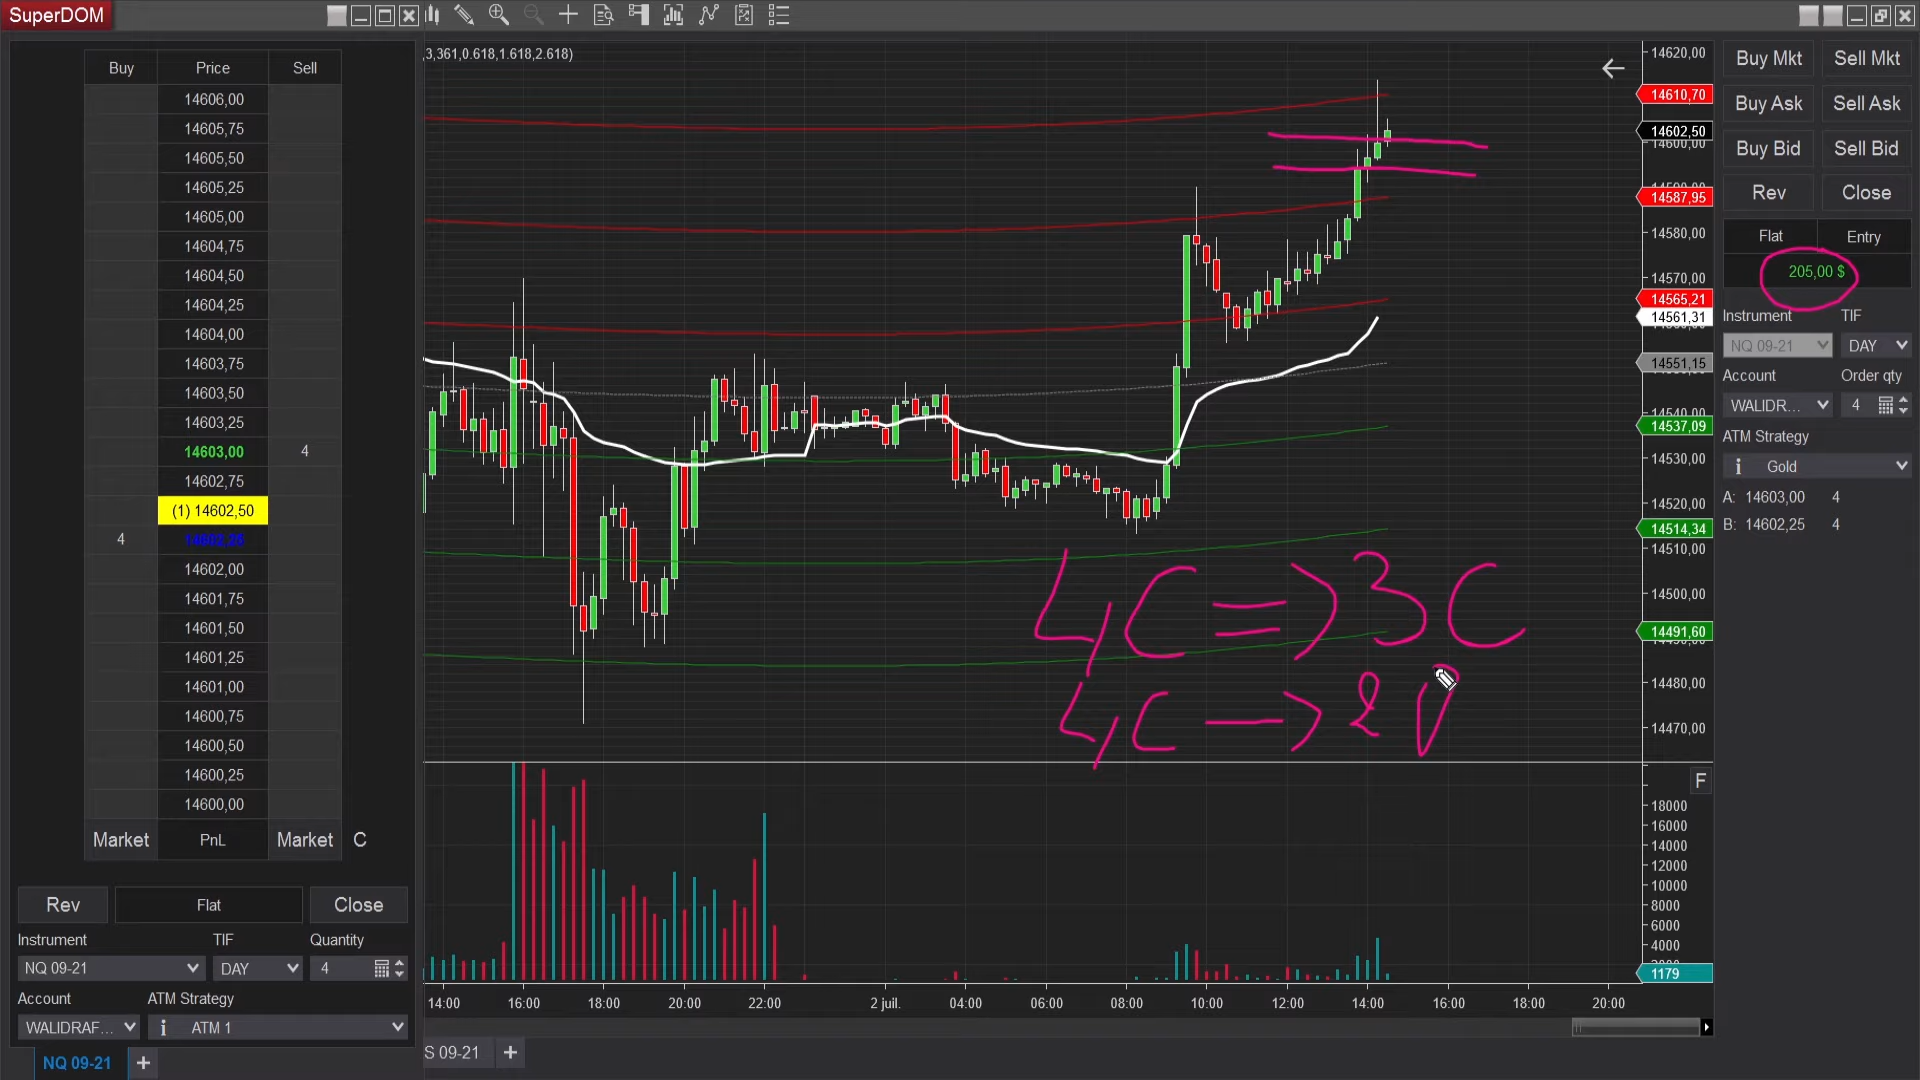 SuperDOM
Buy Price Sell
14606,00
14605,75
14605,50
14605,25
14605,00
14604,75
14604,50
14604,25
14604,00
14603,75
14603,50
14603,25
14603,00 4
14602,75
(1) 14602,50
4 14602,25
14602,00
14601,75
14601,50
14601,25
14601,00
14600,75
14600,50
14600,25
14600,00
Market PnL Market C
Rev Flat Close
Instrument TIF Quantity
NQ 09-21 DAY 4
Account ATM Strategy
WALIDRAF... ATM 1
NQ 09-21 +
,3,361,0.618,1.618,2.618)
14620,00
14610,70
14602,50
14600,00
14587,95
14580,00
14570,00
14565,21
14561,31
14551,15
14540,00
14537,09
14530,00
14520,00
14514,34
14510,00
14500,00
14491,60
14480,00
14470,00
4C => 3C
4C -> 2P
F
18000
16000
14000
12000
10000
8000
6000
4000
1179
14:00 16:00 18:00 20:00 22:00 2 juil. 04:00 06:00 08:00 10:00 12:00 14:00 16:00 18:00 20:00
S 09-21 +
Buy Mkt Sell Mkt
Buy Ask Sell Ask
Buy Bid Sell Bid
Rev Close
Flat Entry
205,00 $
Instrument TIF
NQ 09-21 DAY
Account Order qty
WALIDR... 4
ATM Strategy
Gold
A: 14603,00 4
B: 14602,25 4